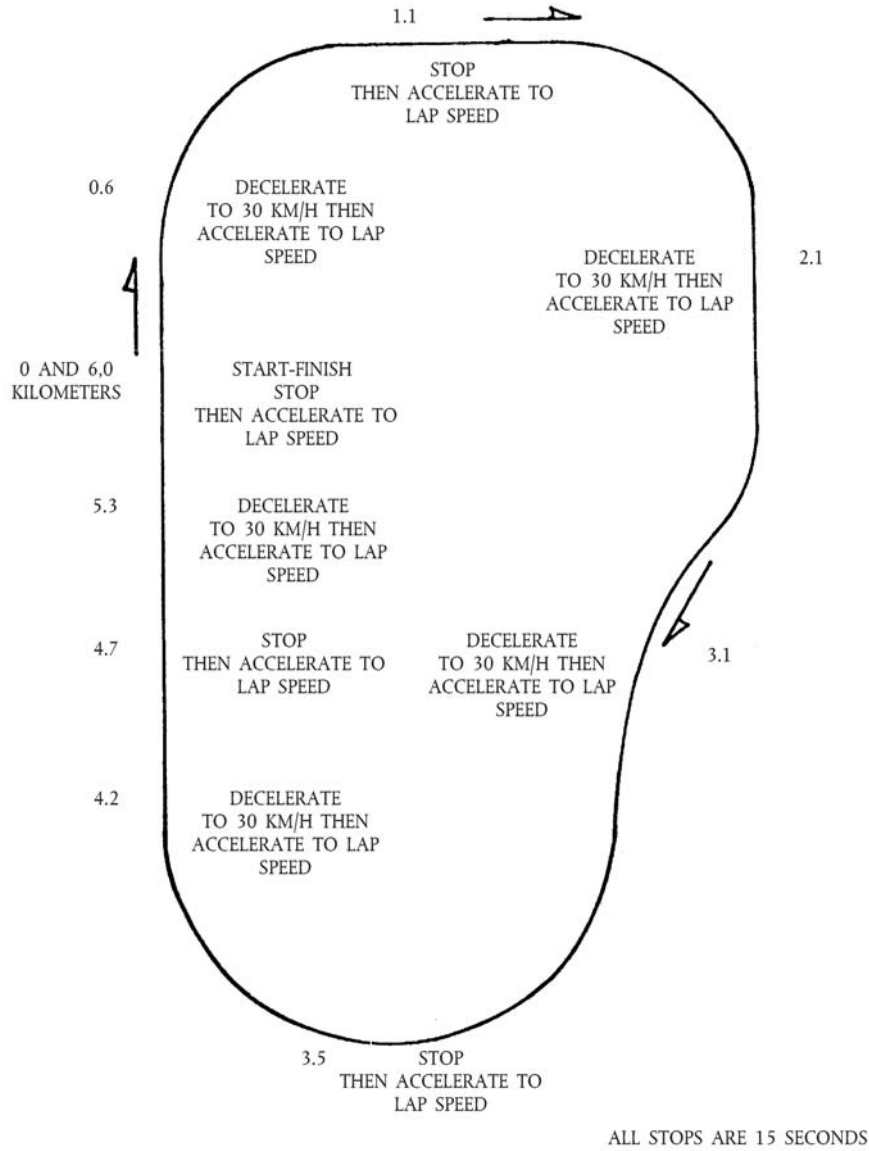 1.1
STOP
THEN ACCELERATE TO
LAP SPEED
0.6
DECELERATE
TO 30 KM/H THEN
ACCELERATE TO LAP
SPEED
DECELERATE
TO 30 KM/H THEN
ACCELERATE TO LAP
SPEED
2.1
0 AND 6,0
KILOMETERS
START-FINISH
STOP
THEN ACCELERATE TO
LAP SPEED
5.3
DECELERATE
TO 30 KM/H THEN
ACCELERATE TO LAP
SPEED
4.7
STOP
THEN ACCELERATE TO
LAP SPEED
DECELERATE
TO 30 KM/H THEN
ACCELERATE TO LAP
SPEED
3.1
4.2
DECELERATE
TO 30 KM/H THEN
ACCELERATE TO LAP
SPEED
3.5
STOP
THEN ACCELERATE TO
LAP SPEED
ALL STOPS ARE 15 SECONDS